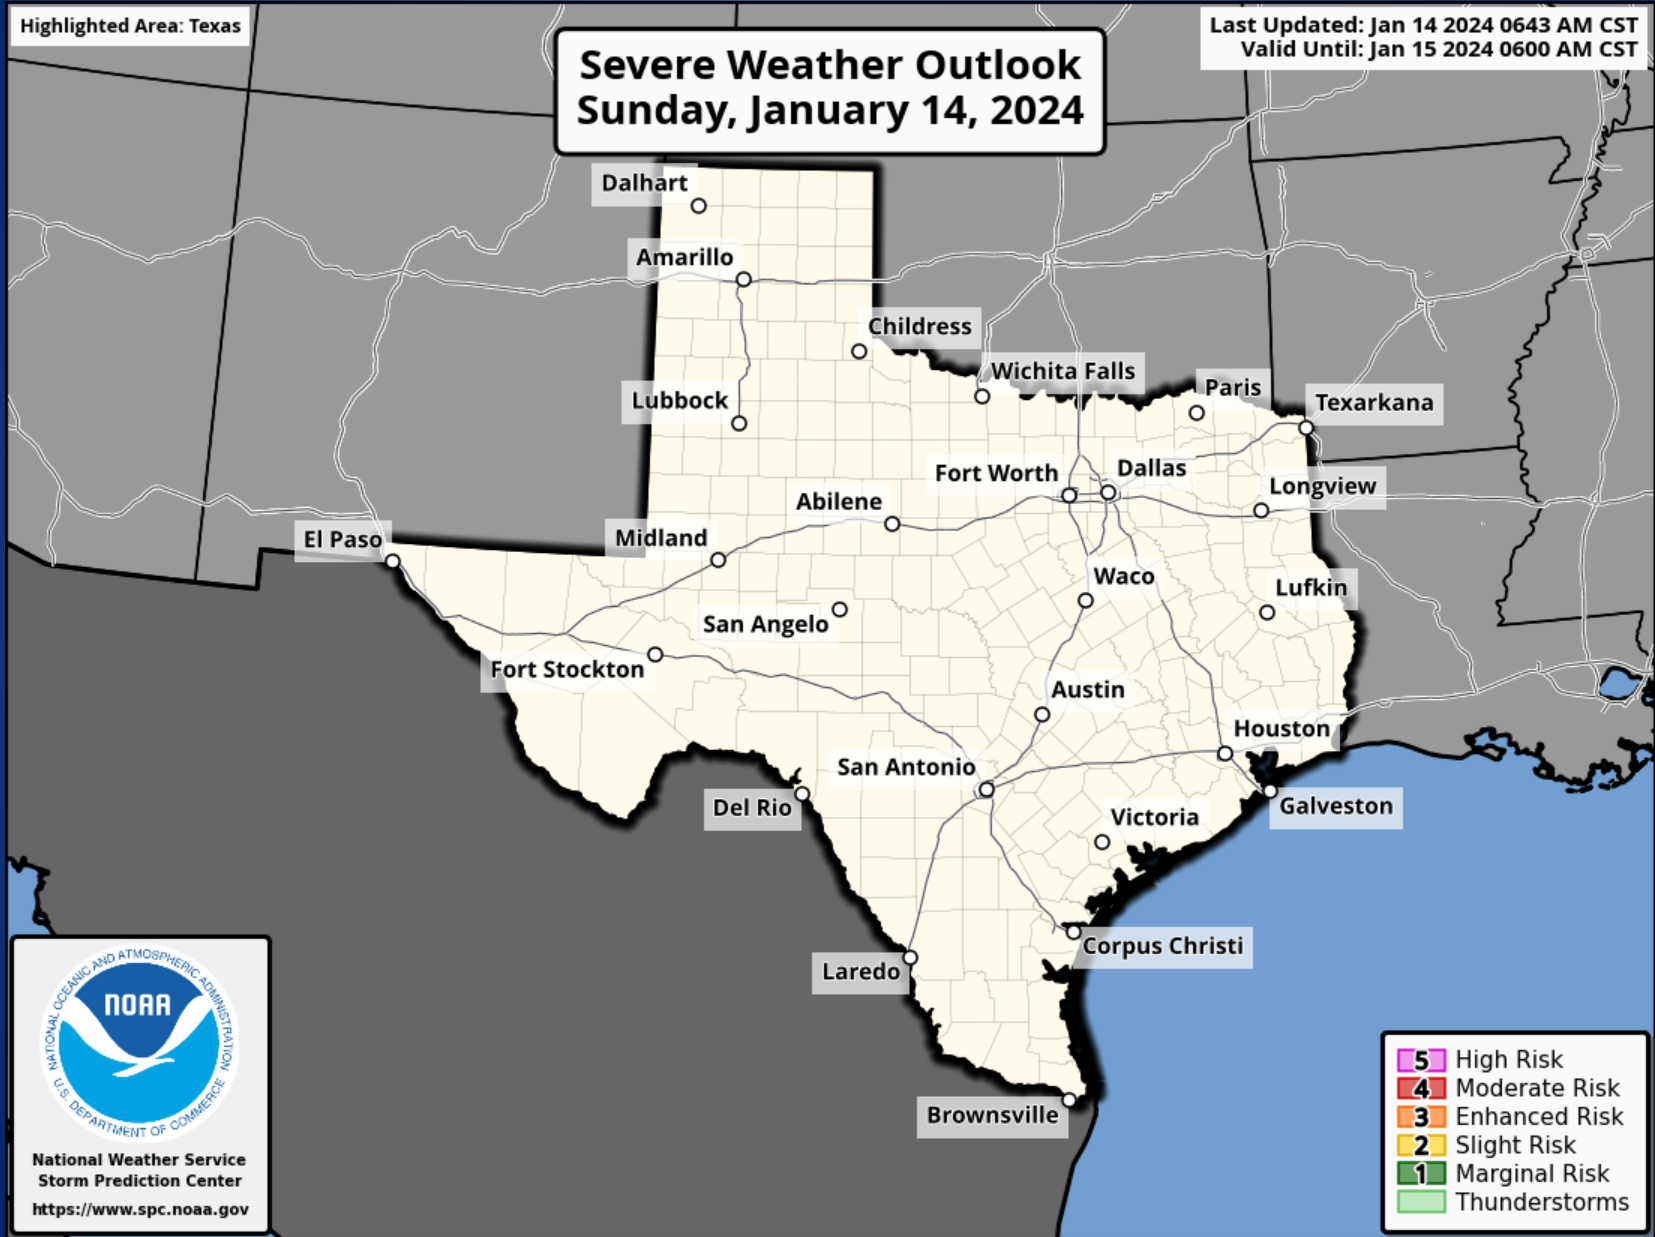 Highlighted Area: Texas
Last Updated: Jan 14 2024 0643 AM CST
Valid Until: Jan 15 2024 0600 AM CST
Severe Weather Outlook
Sunday, January 14, 2024
Dalhart
Amarillo
Childress
Wichita Falls
Paris
Texarkana
Lubbock
Fort Worth
Dallas
Longview
Abilene
El Paso
Midland
Waco
Lufkin
San Angelo
Fort Stockton
Austin
Houston
San Antonio
Del Rio
Galveston
Victoria
Corpus Christi
Laredo
Brownsville
NATIONAL OCEANIC AND ATMOSPHERIC ADMINISTRATION
NOAA
U.S. DEPARTMENT OF COMMERCE
National Weather Service
Storm Prediction Center
https://www.spc.noaa.gov
5 High Risk
4 Moderate Risk
3 Enhanced Risk
2 Slight Risk
1 Marginal Risk
Thunderstorms